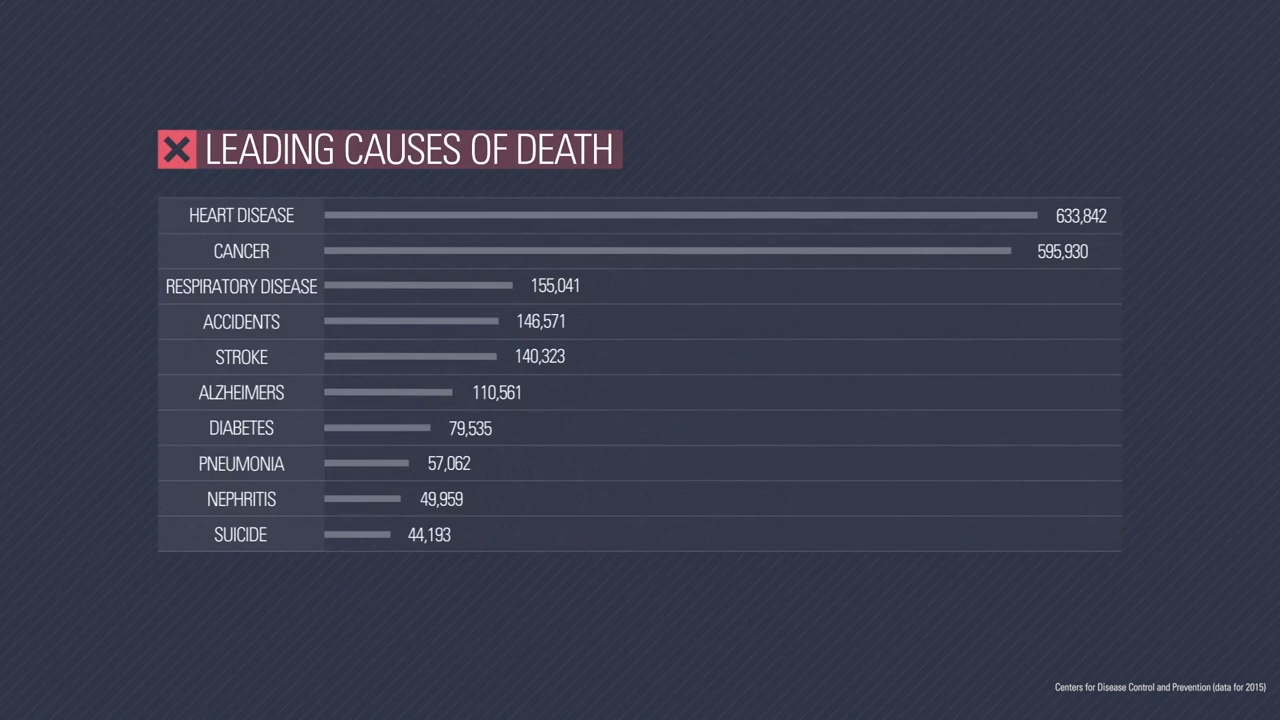 LEADING CAUSES OF DEATH
HEART DISEASE 633,842
CANCER 595,930
RESPIRATORY DISEASE 155,041
ACCIDENTS 146,571
STROKE 140,323
ALZHEIMERS 110,561
DIABETES 79,535
PNEUMONIA 57,062
NEPHRITIS 49,959
SUICIDE 44,193
Centers for Disease Control and Prevention (data for 2015)